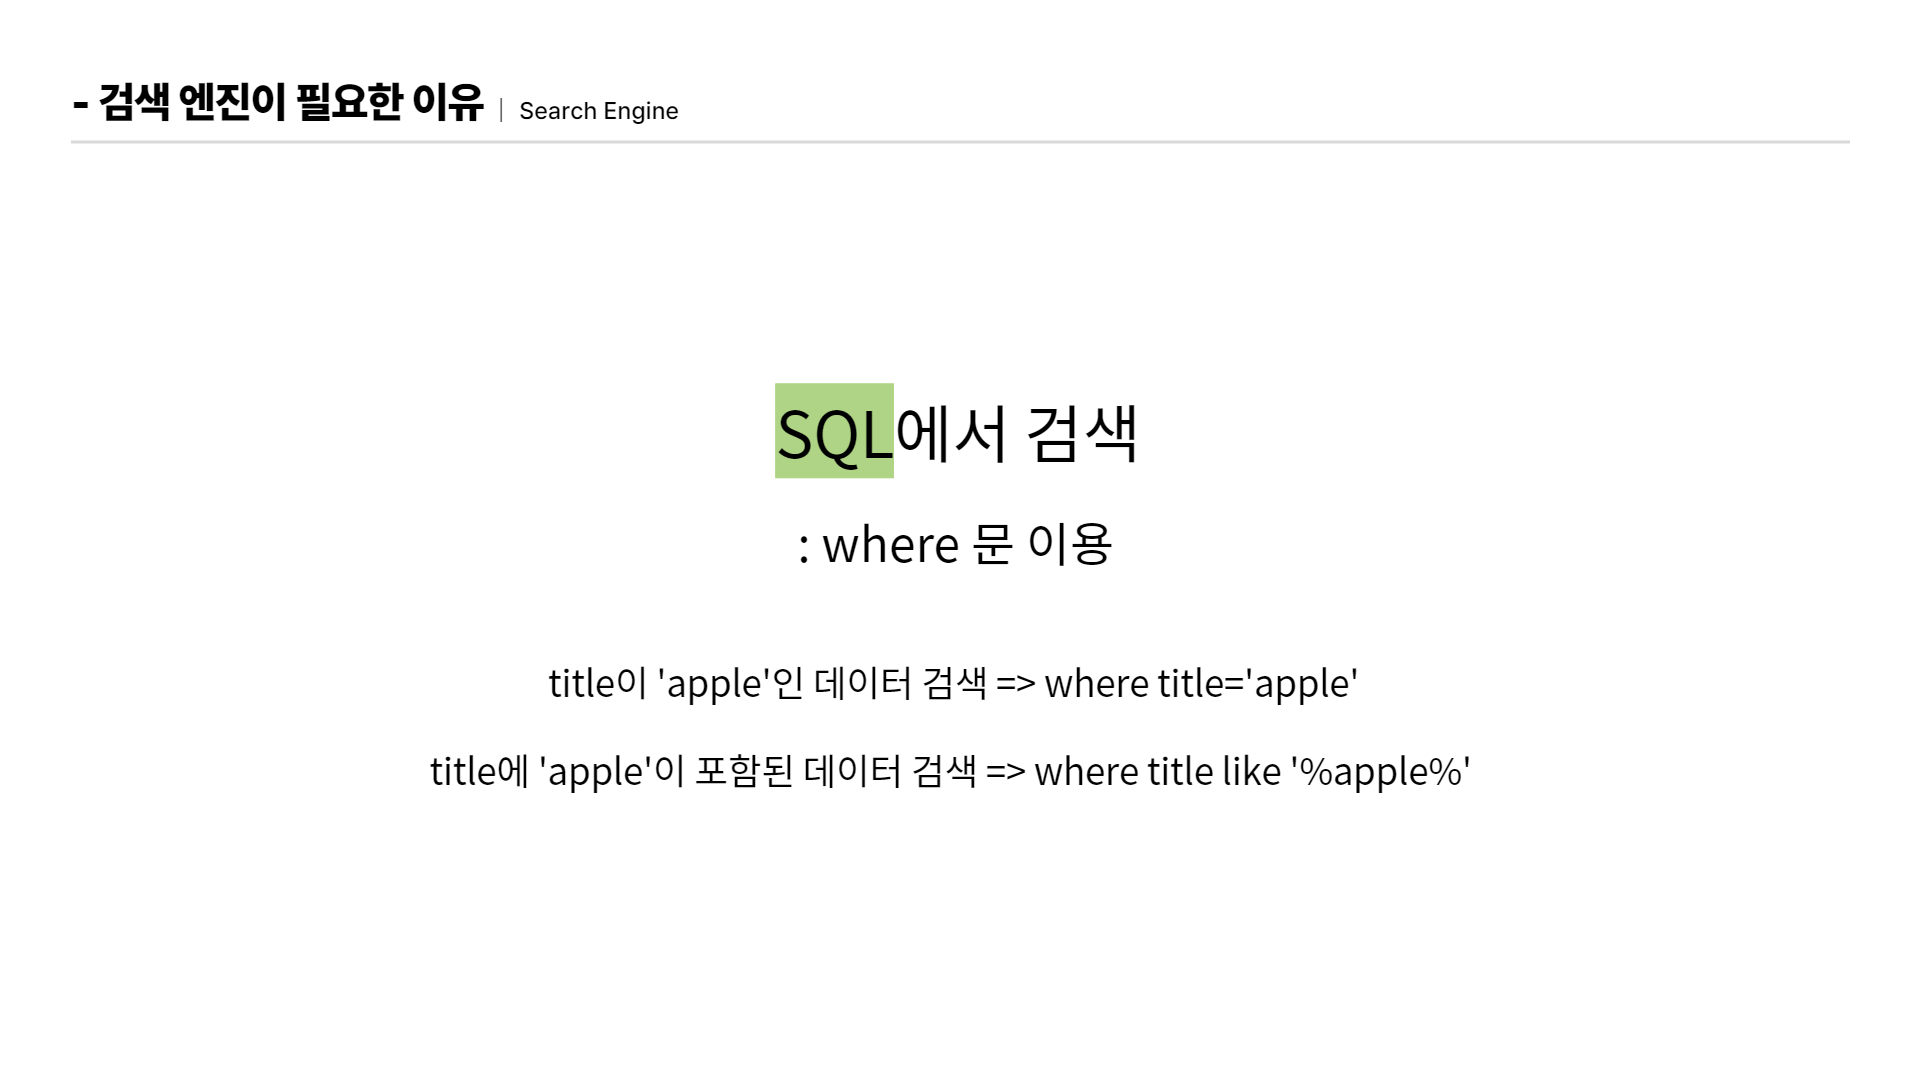 - 검색 엔진이 필요한 이유 | Search Engine
SQL에서 검색
: where 문 이용
title이 'apple'인 데이터 검색 => where title='apple'
title에 'apple'이 포함된 데이터 검색 => where title like '%apple%'